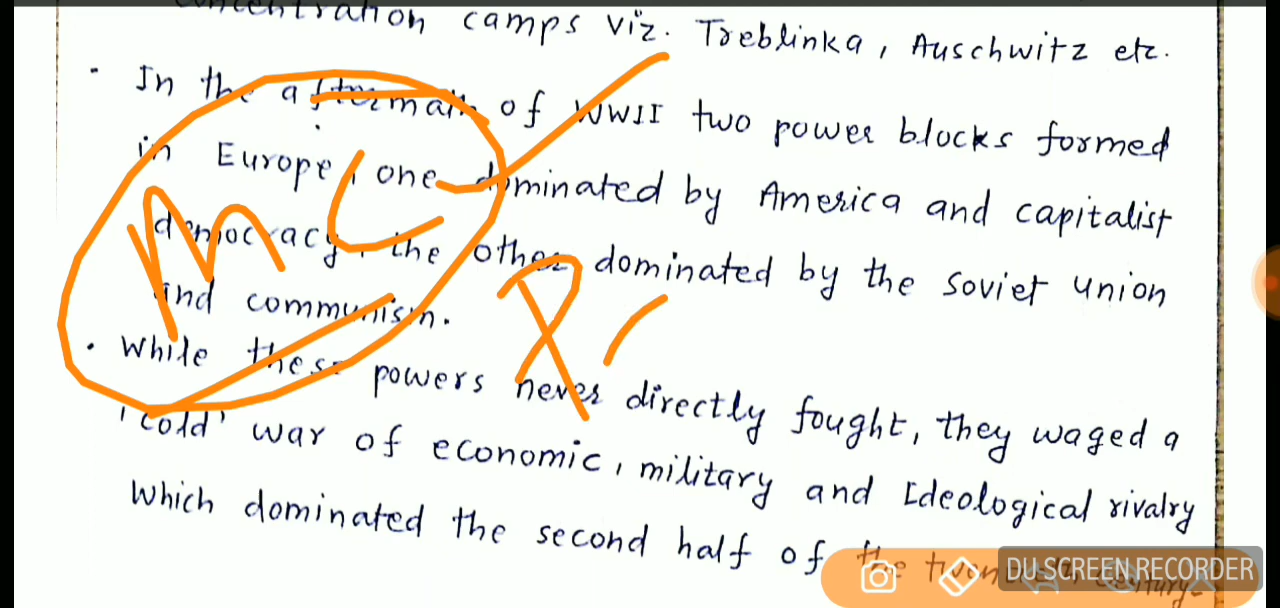 concentration camps viz. Treblinka, Auschwitz etc.
· In the aftermath of WWII two power blocks formed
in Europe, one dominated by America and capitalist
democracy, the other dominated by the Soviet Union
and communism.
MC
R
· While these powers never directly fought, they waged a
'cold' war of economic, military and Ideological rivalry
Which dominated the second half of the twentieth century.
DU SCREEN RECORDER